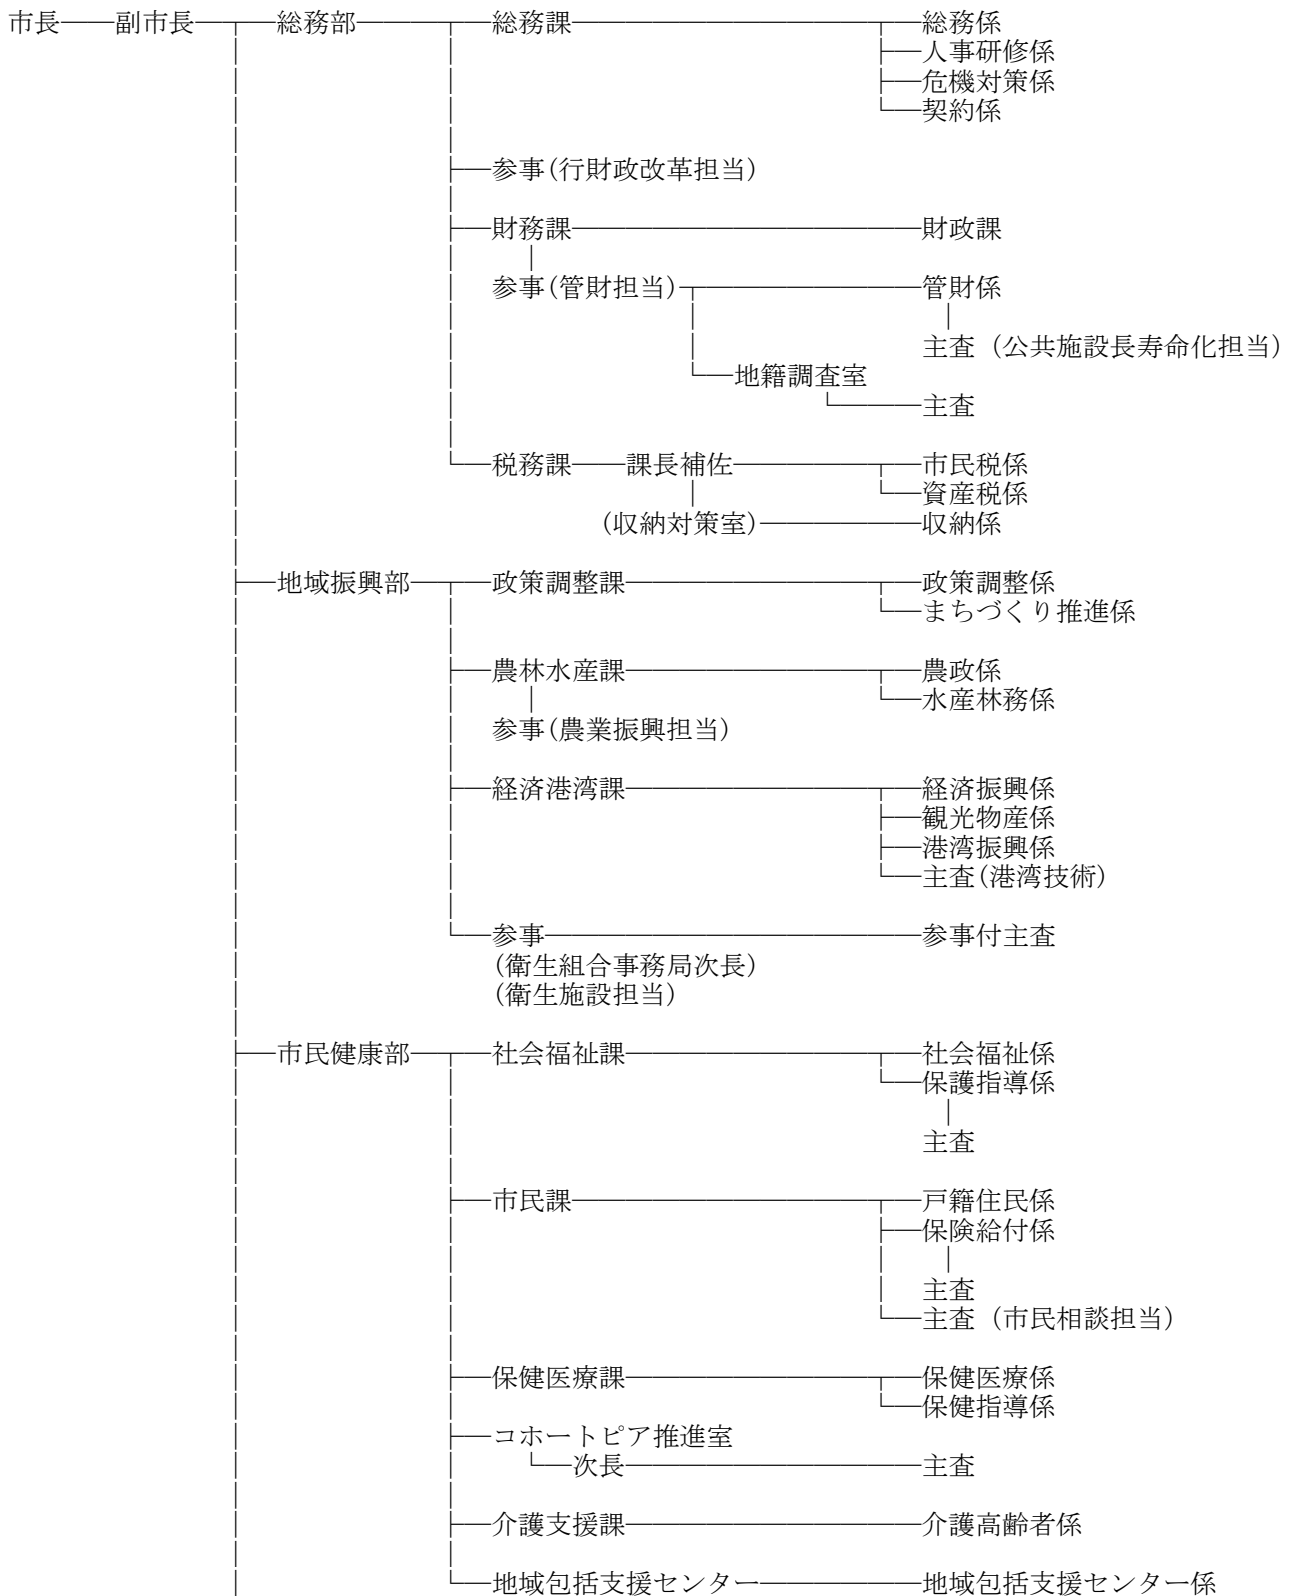 市長 副市長 総務部 総務課 総務係
人事研修係
危機対策係
契約係
参事(行財政改革担当)
財務課 財政課
参事(管財担当) 管財係
主査 (公共施設長寿命化担当)
地籍調査室
主査
税務課 課長補佐 市民税係
資産税係
(収納対策室) 収納係
地域振興部 政策調整課 政策調整係
まちづくり推進係
農林水産課 農政係
水産林務係
参事(農業振興担当)
経済港湾課 経済振興係
観光物産係
港湾振興係
主査(港湾技術)
参事 参事付主査
(衛生組合事務局次長)
(衛生施設担当)
市民健康部 社会福祉課 社会福祉係
保護指導係
主査
市民課 戸籍住民係
保険給付係
主査
主査 (市民相談担当)
保健医療課 保健医療係
保健指導係
コホートピア推進室
次長 主査
介護支援課 介護高齢者係
地域包括支援センター 地域包括支援センター係